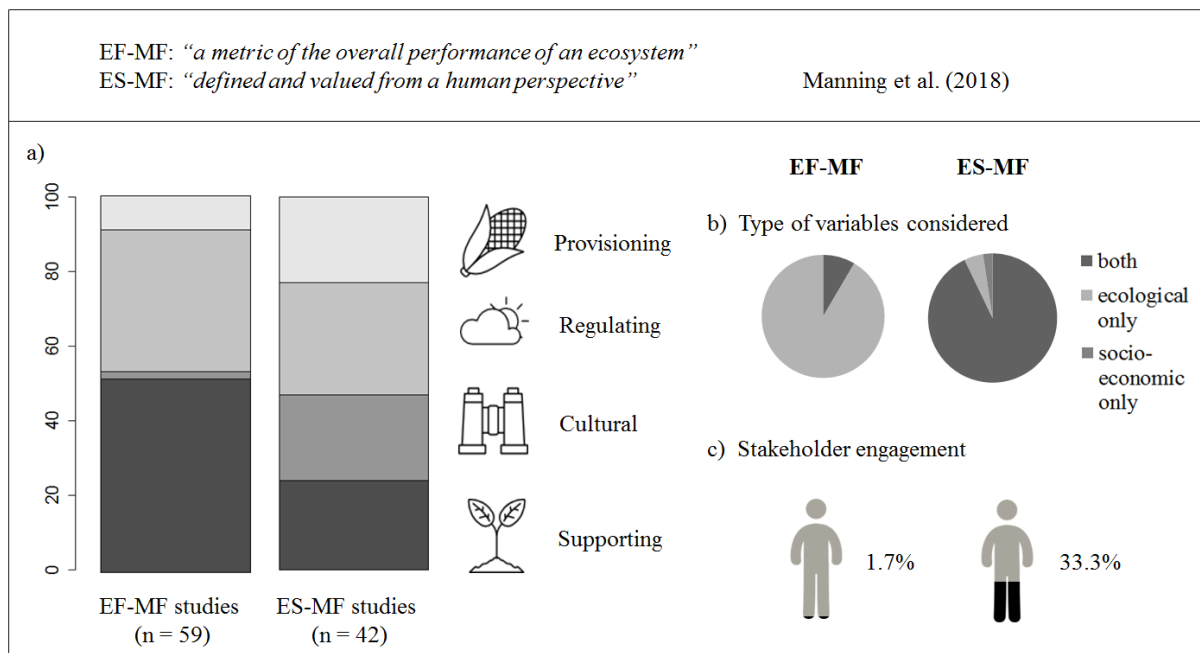 EF-MF: “a metric of the overall performance of an ecosystem”
ES-MF: “defined and valued from a human perspective” Manning et al. (2018)
a)
100
80
60
40
20
0
EF-MF studies
(n = 59)
ES-MF studies
(n = 42)
Provisioning
Regulating
Cultural
Supporting
EF-MF ES-MF
b) Type of variables considered
both
ecological
only
socio-
economic
only
c) Stakeholder engagement
1.7% 33.3%